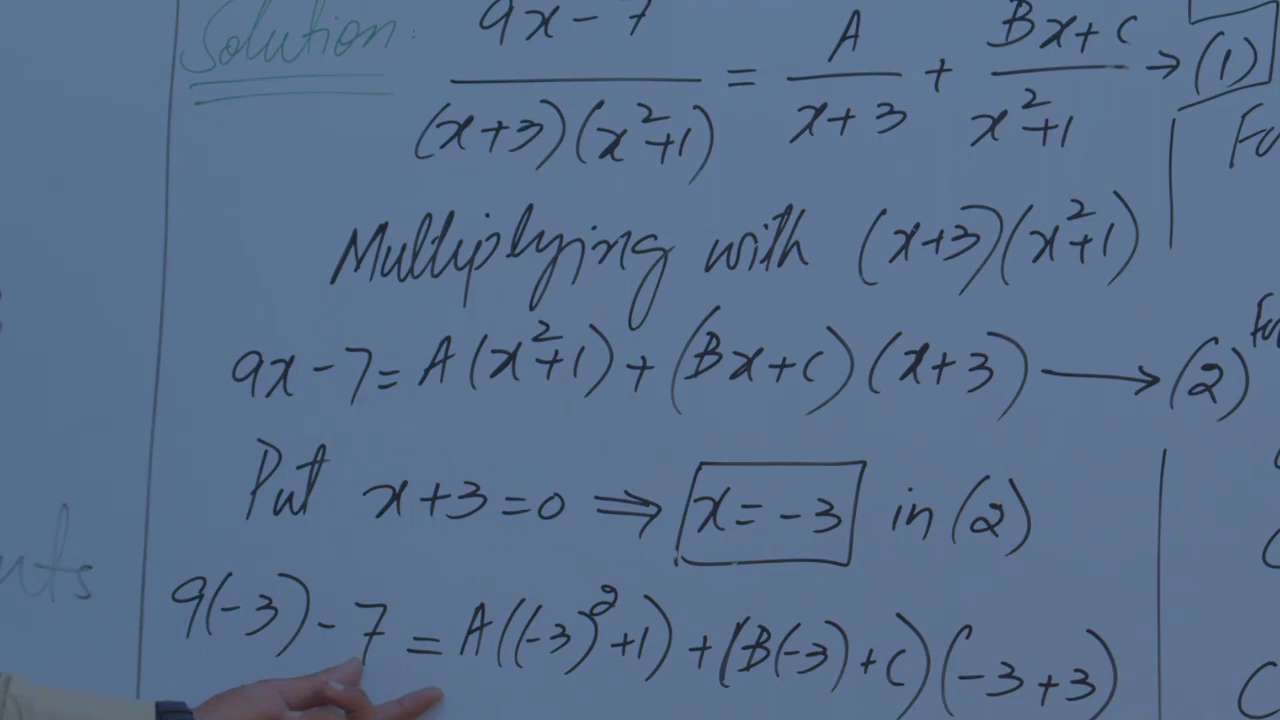 Solution: 9x - 7 / (x+3)(x²+1) = A / x+3 + Bx+C / x²+1 → (1)
Multiplying with (x+3)(x²+1)
9x - 7 = A(x²+1) + (Bx+C)(x+3) → (2)
Put x+3=0 ⇒ x = -3 in (2)
9(-3) - 7 = A((-3)²+1) + (B(-3)+C)(-3+3)